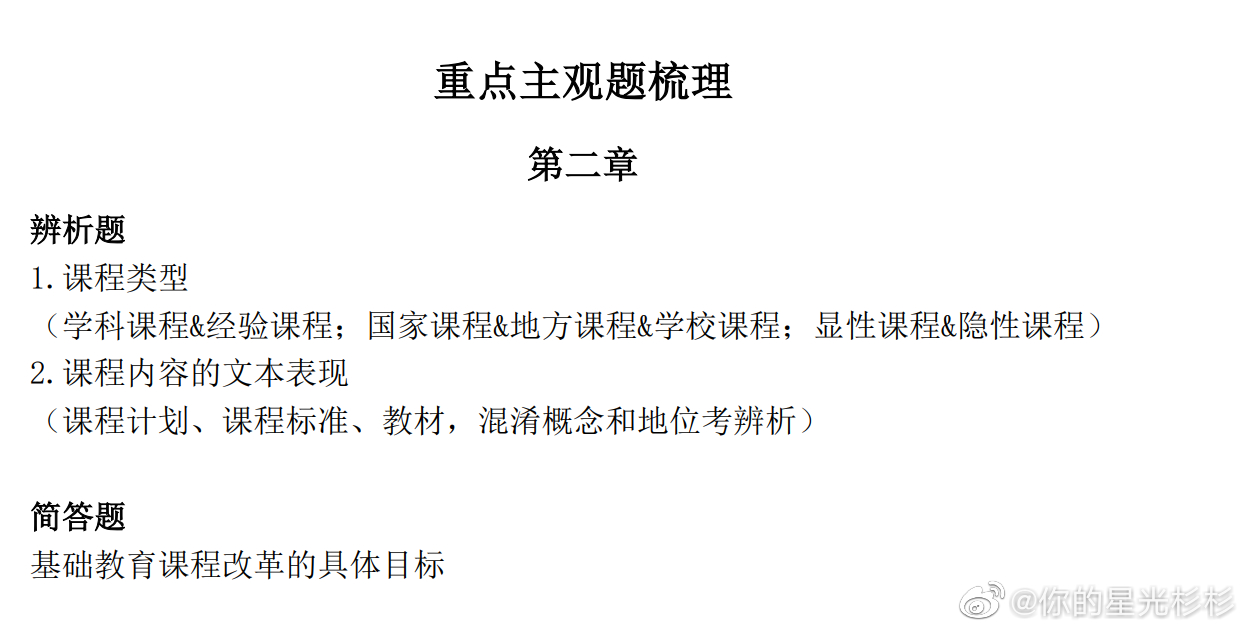 重点主观题梳理
第二章
辨析题
1.课程类型
（学科课程&经验课程；国家课程&地方课程&学校课程；显性课程&隐性课程）
2.课程内容的文本表现
（课程计划、课程标准、教材，混淆概念和地位考辨析）
简答题
基础教育课程改革的具体目标
@你的星光杉杉